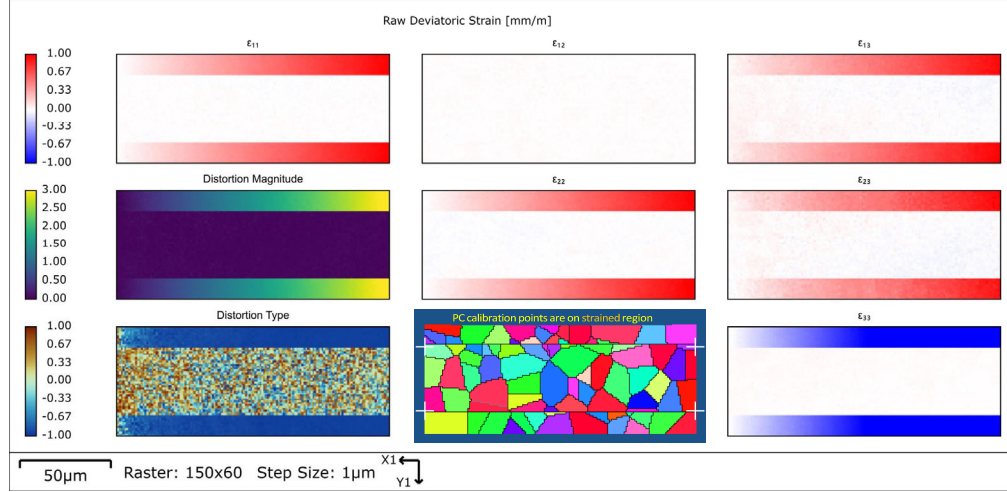 Raw Deviatoric Strain [mm/m]
ε₁₁
ε₁₂
ε₁₃
1.00
0.67
0.33
0.00
-0.33
-0.67
-1.00
Distortion Magnitude
ε₂₂
ε₂₃
3.00
2.50
2.00
1.50
1.00
0.50
0.00
Distortion Type
PC calibration points are on strained region
ε₃₃
1.00
0.67
0.33
0.00
-0.33
-0.67
-1.00
50µm
Raster: 150x60 Step Size: 1µm
X1
Y1